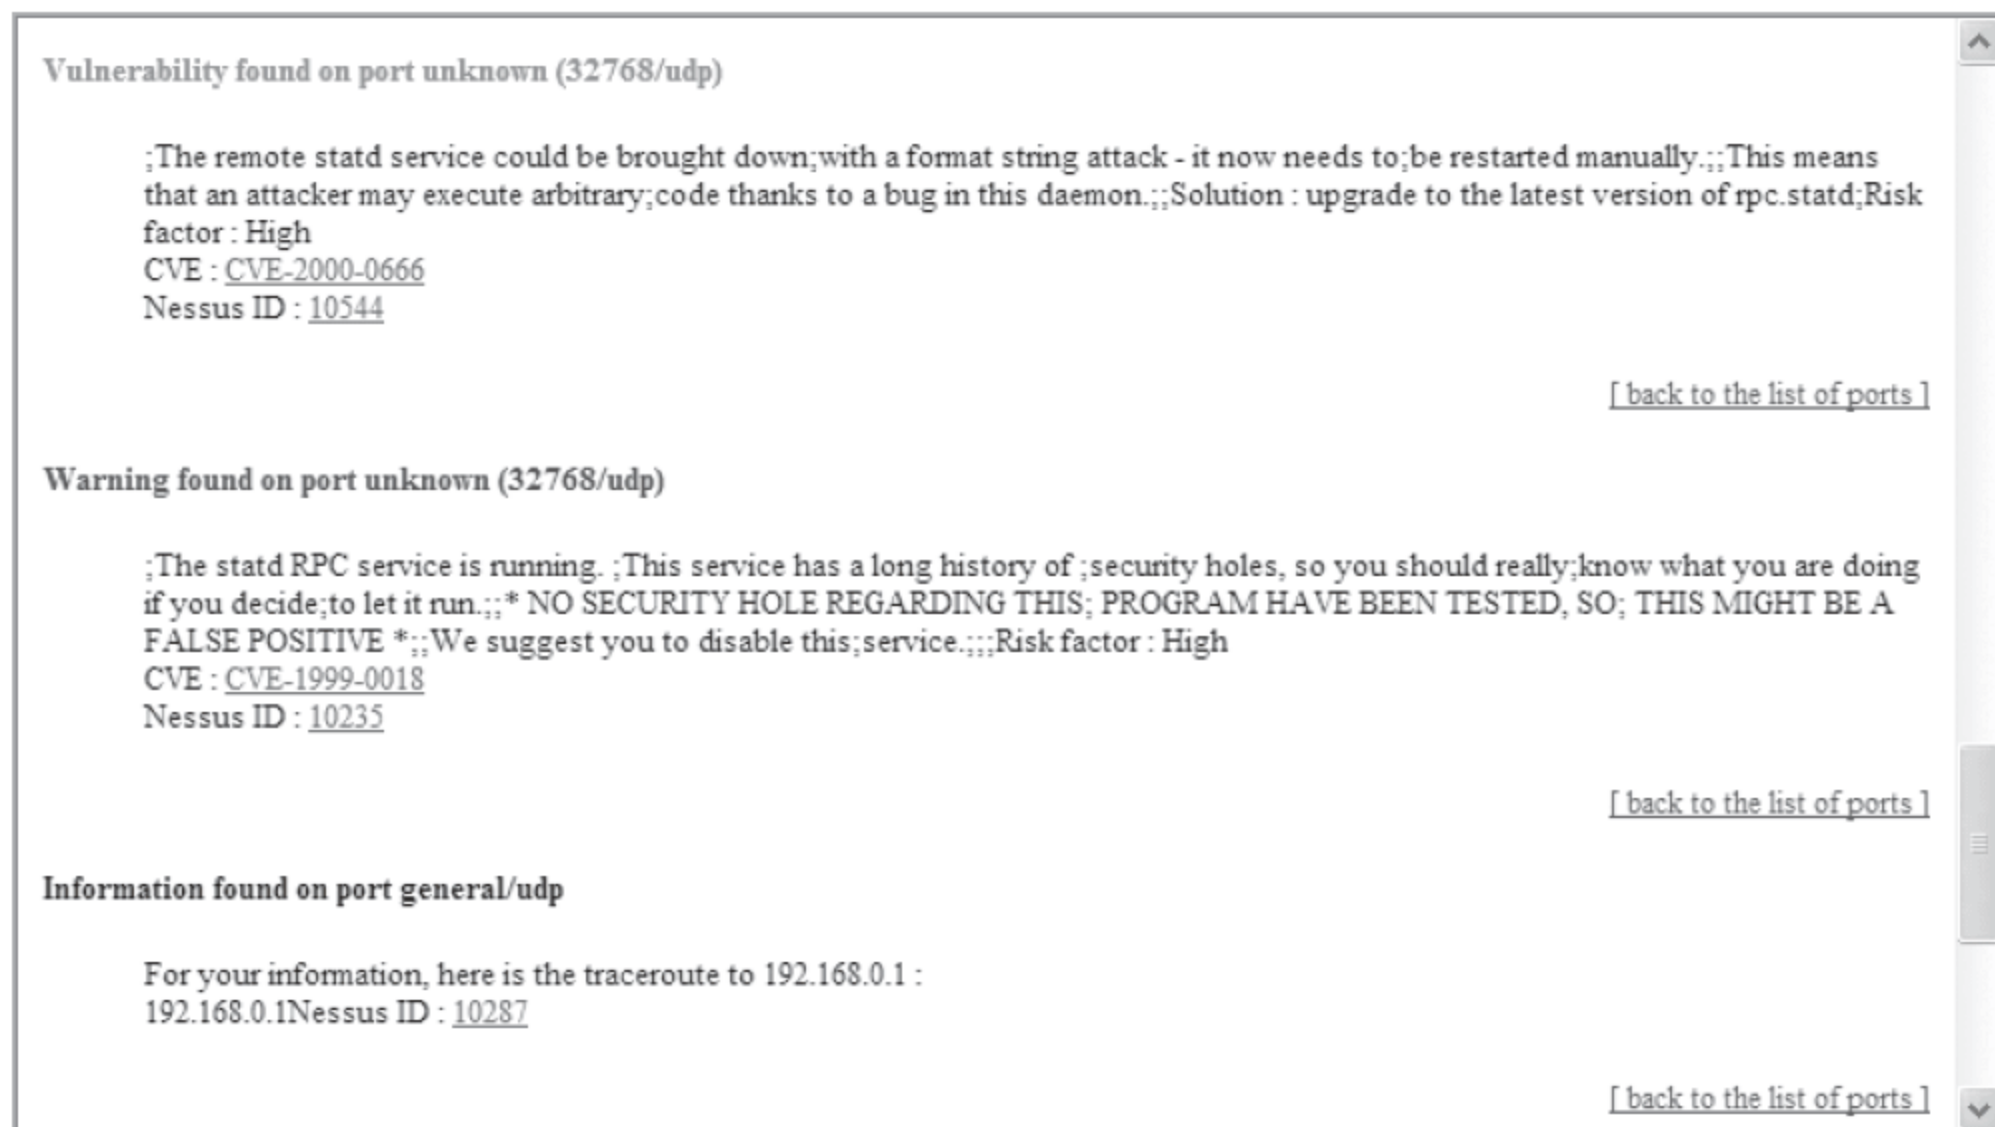 Vulnerability found on port unknown (32768/udp)
;The remote statd service could be brought down;with a format string attack - it now needs to;be restarted manually.;;This means
that an attacker may execute arbitrary;code thanks to a bug in this daemon.;;Solution : upgrade to the latest version of rpc.statd;Risk
factor : High
CVE : CVE-2000-0666
Nessus ID : 10544
[ back to the list of ports ]
Warning found on port unknown (32768/udp)
;The statd RPC service is running. ;This service has a long history of ;security holes, so you should really;know what you are doing
if you decide;to let it run.;;* NO SECURITY HOLE REGARDING THIS; PROGRAM HAVE BEEN TESTED, SO; THIS MIGHT BE A
FALSE POSITIVE *;;We suggest you to disable this;service.;;;Risk factor : High
CVE : CVE-1999-0018
Nessus ID : 10235
[ back to the list of ports ]
Information found on port general/udp
For your information, here is the traceroute to 192.168.0.1 :
192.168.0.1Nessus ID : 10287
[ back to the list of ports ]